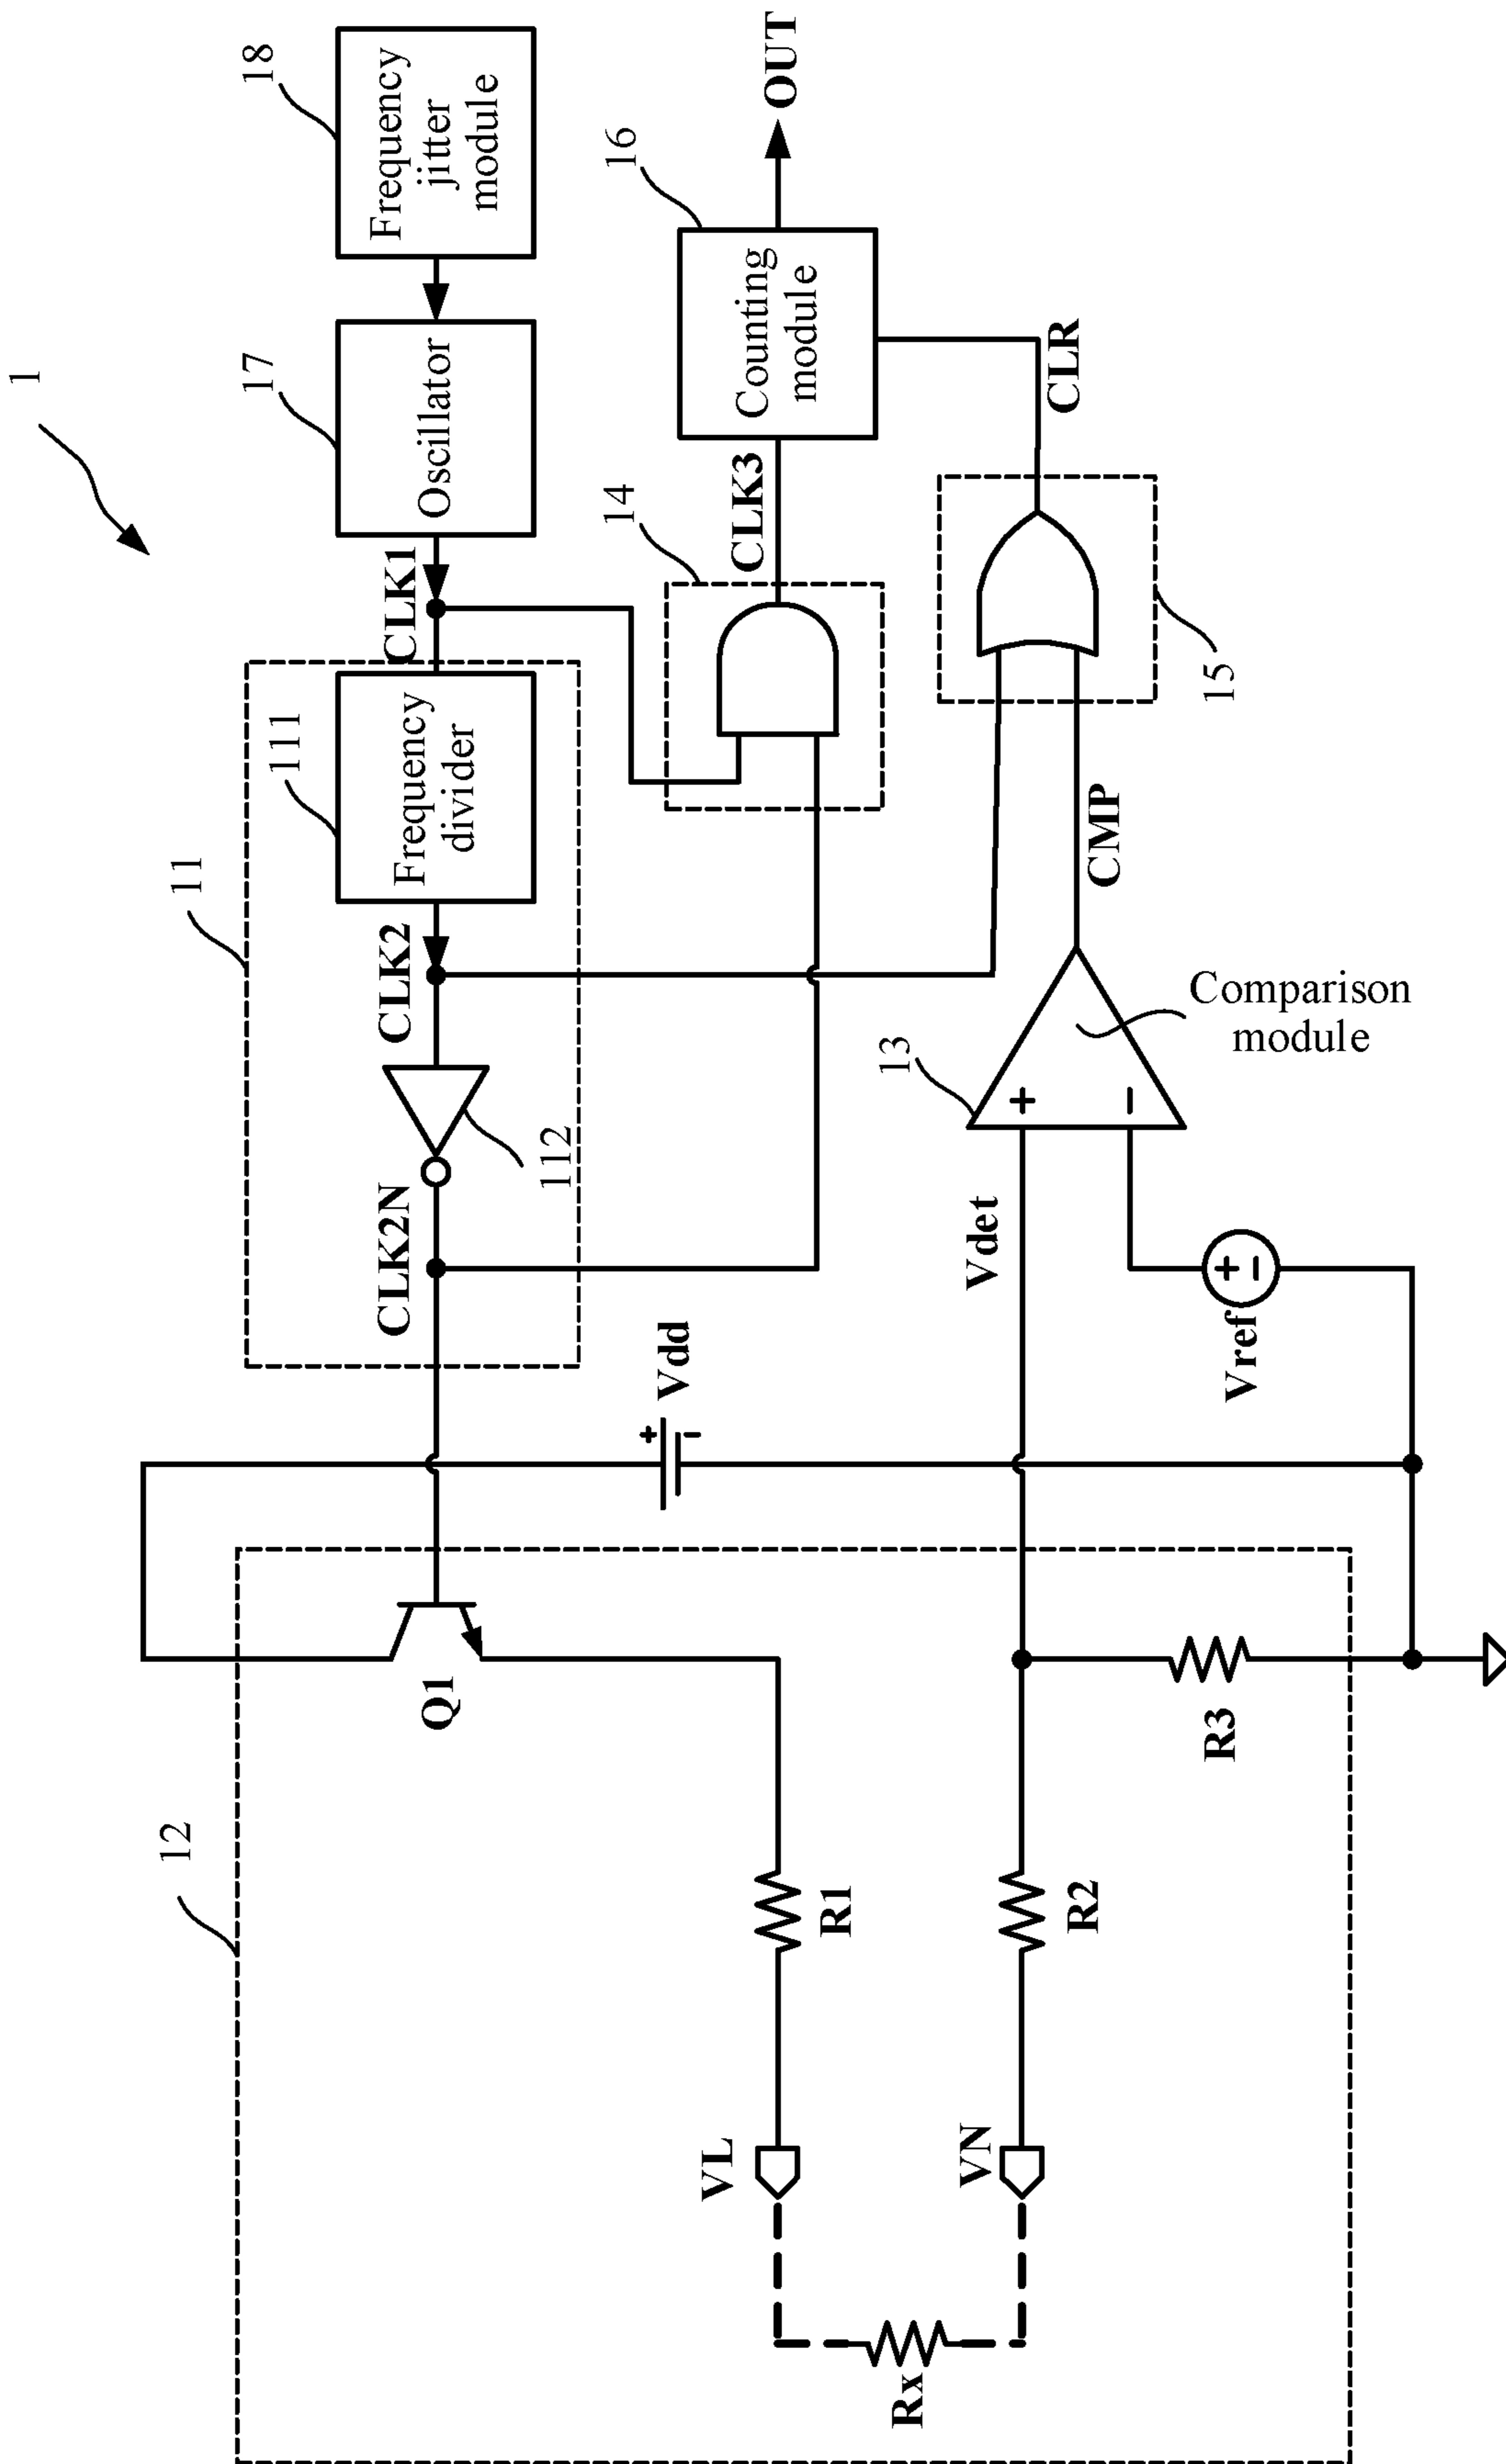 1
18
Frequency
jitter
module
17
Oscillator
CLK1
11
111
Frequency
divider
CLK2
112
CLK2N
16
Counting
module
OUT
14
CLK3
CLR
15
CMP
13
Comparison
module
+
−
Vdet
Vref
+
−
Vdd
+
-
12
Q1
R1
VL
R2
VN
R3
Rx